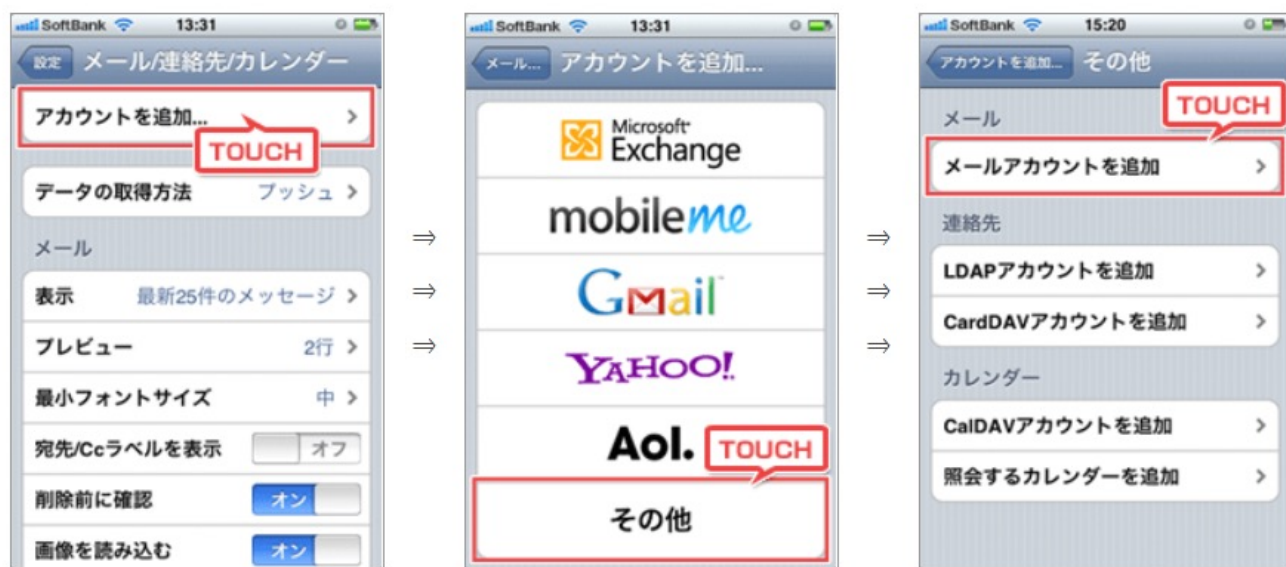 SoftBank 13:31
設定 メール/連絡先/カレンダー
アカウントを追加...
TOUCH
データの取得方法 プッシュ
メール
表示 最新25件のメッセージ
プレビュー 2行
最小フォントサイズ 中
宛先/Ccラベルを表示 オフ
削除前に確認 オン
画像を読み込む オン
⇒
⇒
⇒
SoftBank 13:31
メール... アカウントを追加...
Microsoft
Exchange
mobileme
Gmail
YAHOO!
Aol.
TOUCH
その他
⇒
⇒
⇒
SoftBank 15:20
アカウントを追加... その他
メール
TOUCH
メールアカウントを追加
連絡先
LDAPアカウントを追加
CardDAVアカウントを追加
カレンダー
CalDAVアカウントを追加
照会するカレンダーを追加